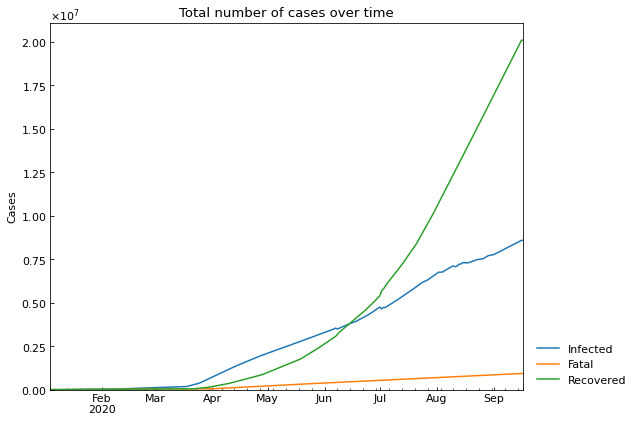 Total number of cases over time
×10⁷
2.00
1.75
1.50
1.25
1.00
0.75
0.50
0.25
0.00
Cases
Feb Mar Apr May Jun Jul Aug Sep
2020
Infected
Fatal
Recovered